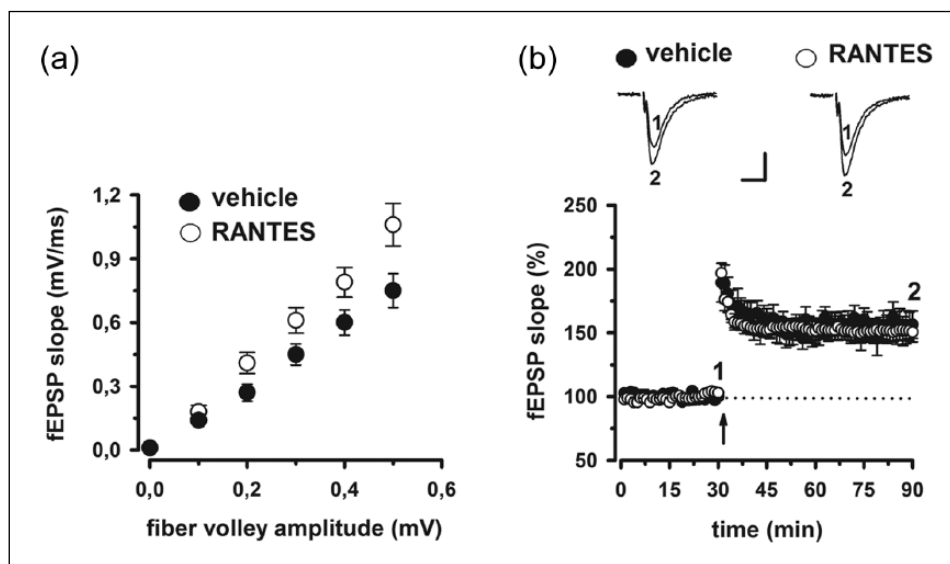 (a)
vehicle
RANTES
fEPSP slope (mV/ms)
1,2
0,9
0,6
0,3
0,0
0,0
0,2
0,4
0,6
fiber volley amplitude (mV)
(b)
vehicle
RANTES
1
2
1
2
fEPSP slope (%)
250
200
150
100
50
1
2
0
15
30
45
60
75
90
time (min)